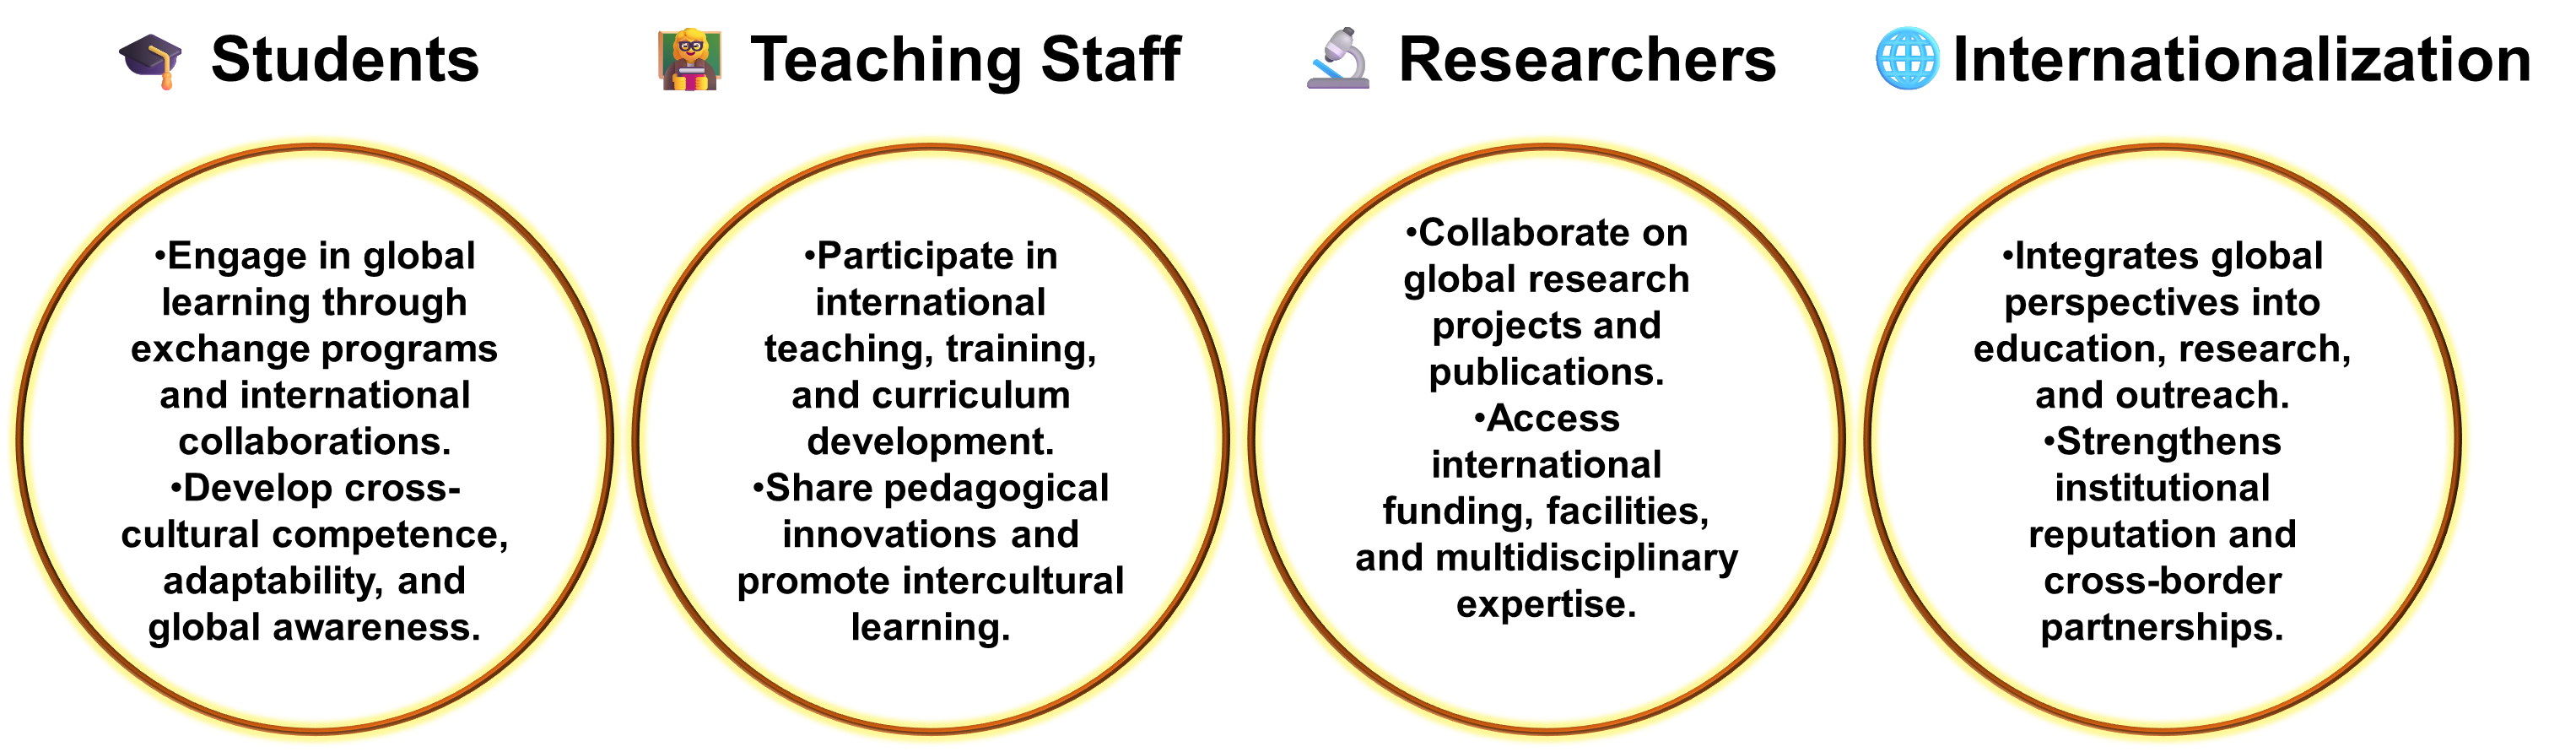 Students
Teaching Staff
Researchers
Internationalization
•Engage in global
learning through
exchange programs
and international
collaborations.
•Develop cross-
cultural competence,
adaptability, and
global awareness.
•Participate in
international
teaching, training,
and curriculum
development.
•Share pedagogical
innovations and
promote intercultural
learning.
•Collaborate on
global research
projects and
publications.
•Access
international
funding, facilities,
and multidisciplinary
expertise.
•Integrates global
perspectives into
education, research,
and outreach.
•Strengthens
institutional
reputation and
cross-border
partnerships.